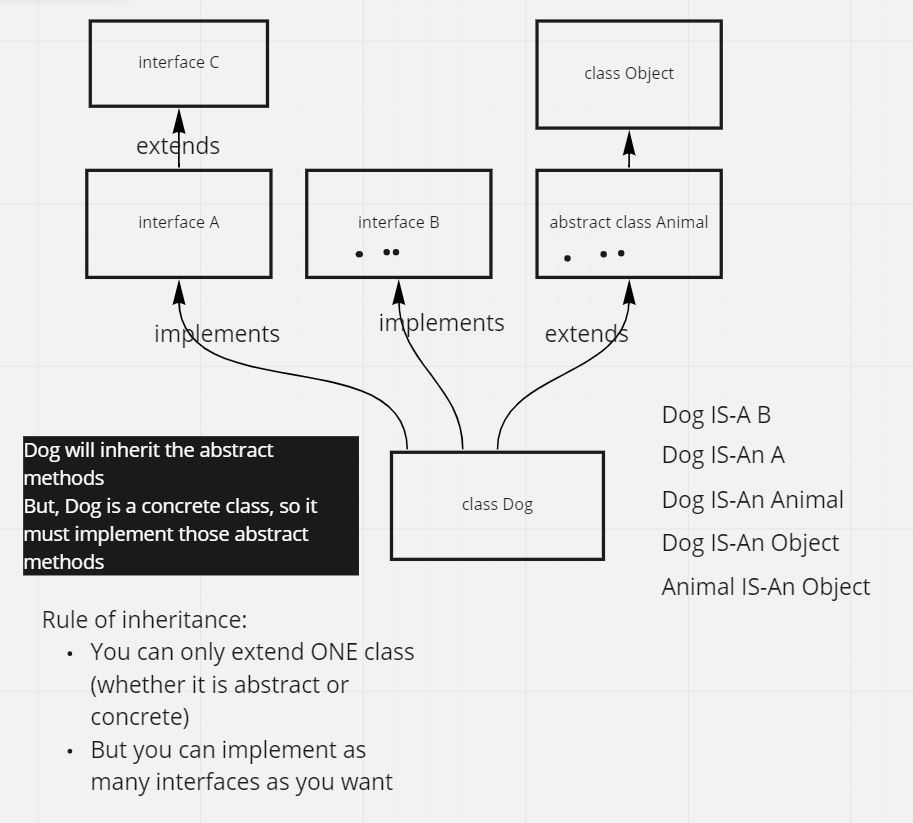 interface C
class Object
extends
interface A
interface B
abstract class Animal
implements
implements
extends
Dog IS-A B
Dog IS-An A
Dog IS-An Animal
Dog IS-An Object
Animal IS-An Object
Dog will inherit the abstract
methods
But, Dog is a concrete class, so it
must implement those abstract
methods
class Dog
Rule of inheritance:
• You can only extend ONE class
(whether it is abstract or
concrete)
• But you can implement as
many interfaces as you want